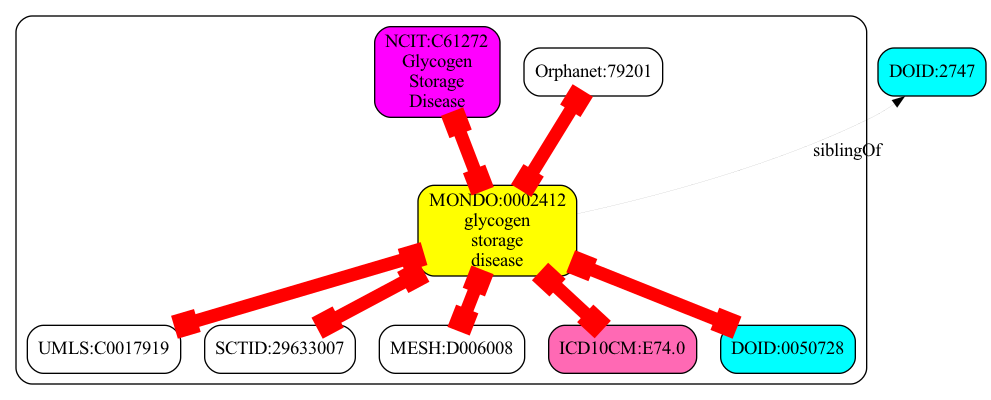 NCIT:C61272
Glycogen
Storage
Disease
Orphanet:79201
DOID:2747
siblingOf
MONDO:0002412
glycogen
storage
disease
UMLS:C0017919
SCTID:29633007
MESH:D006008
ICD10CM:E74.0
DOID:0050728